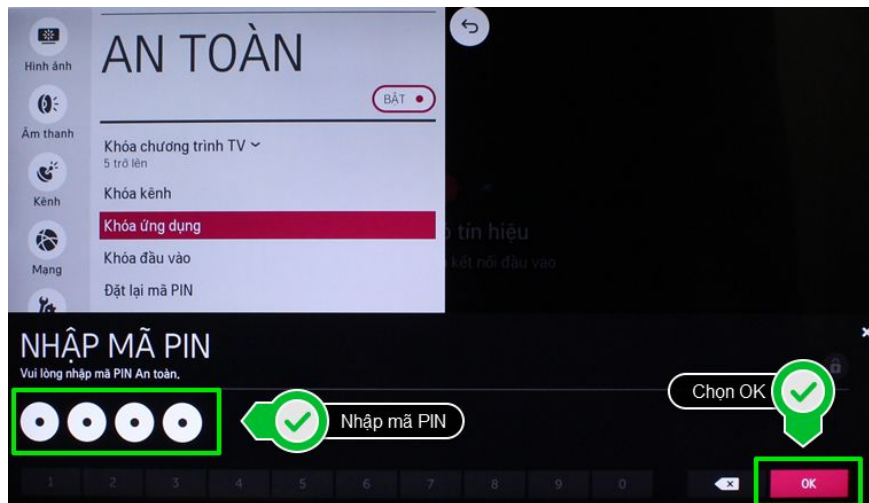 Hình ảnh
AN TOÀN
BẬT
Âm thanh
Khóa chương trình TV
5 trở lên
Kênh
Khóa kênh
Khóa ứng dụng
tín hiệu
Mạng
Khóa đầu vào
kết nối đầu vào
Đặt lại mã PIN
NHẬP MÃ PIN
Vui lòng nhập mã PIN An toàn.
Chọn OK
Nhập mã PIN
1 2 3 4 5 6 7 8 9 0
OK